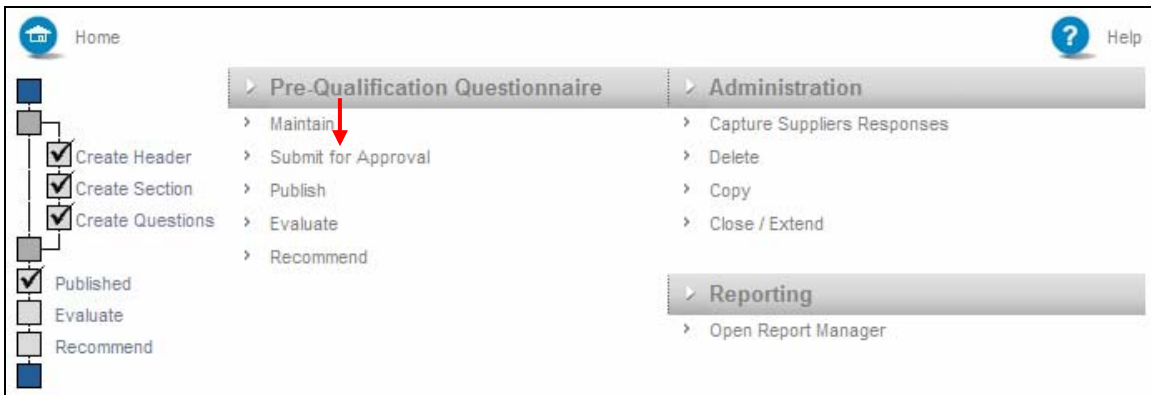 Home
Help
Create Header
Create Section
Create Questions
Published
Evaluate
Recommend
Pre-Qualification Questionnaire
Maintain
Submit for Approval
Publish
Evaluate
Recommend
Administration
Capture Suppliers Responses
Delete
Copy
Close / Extend
Reporting
Open Report Manager